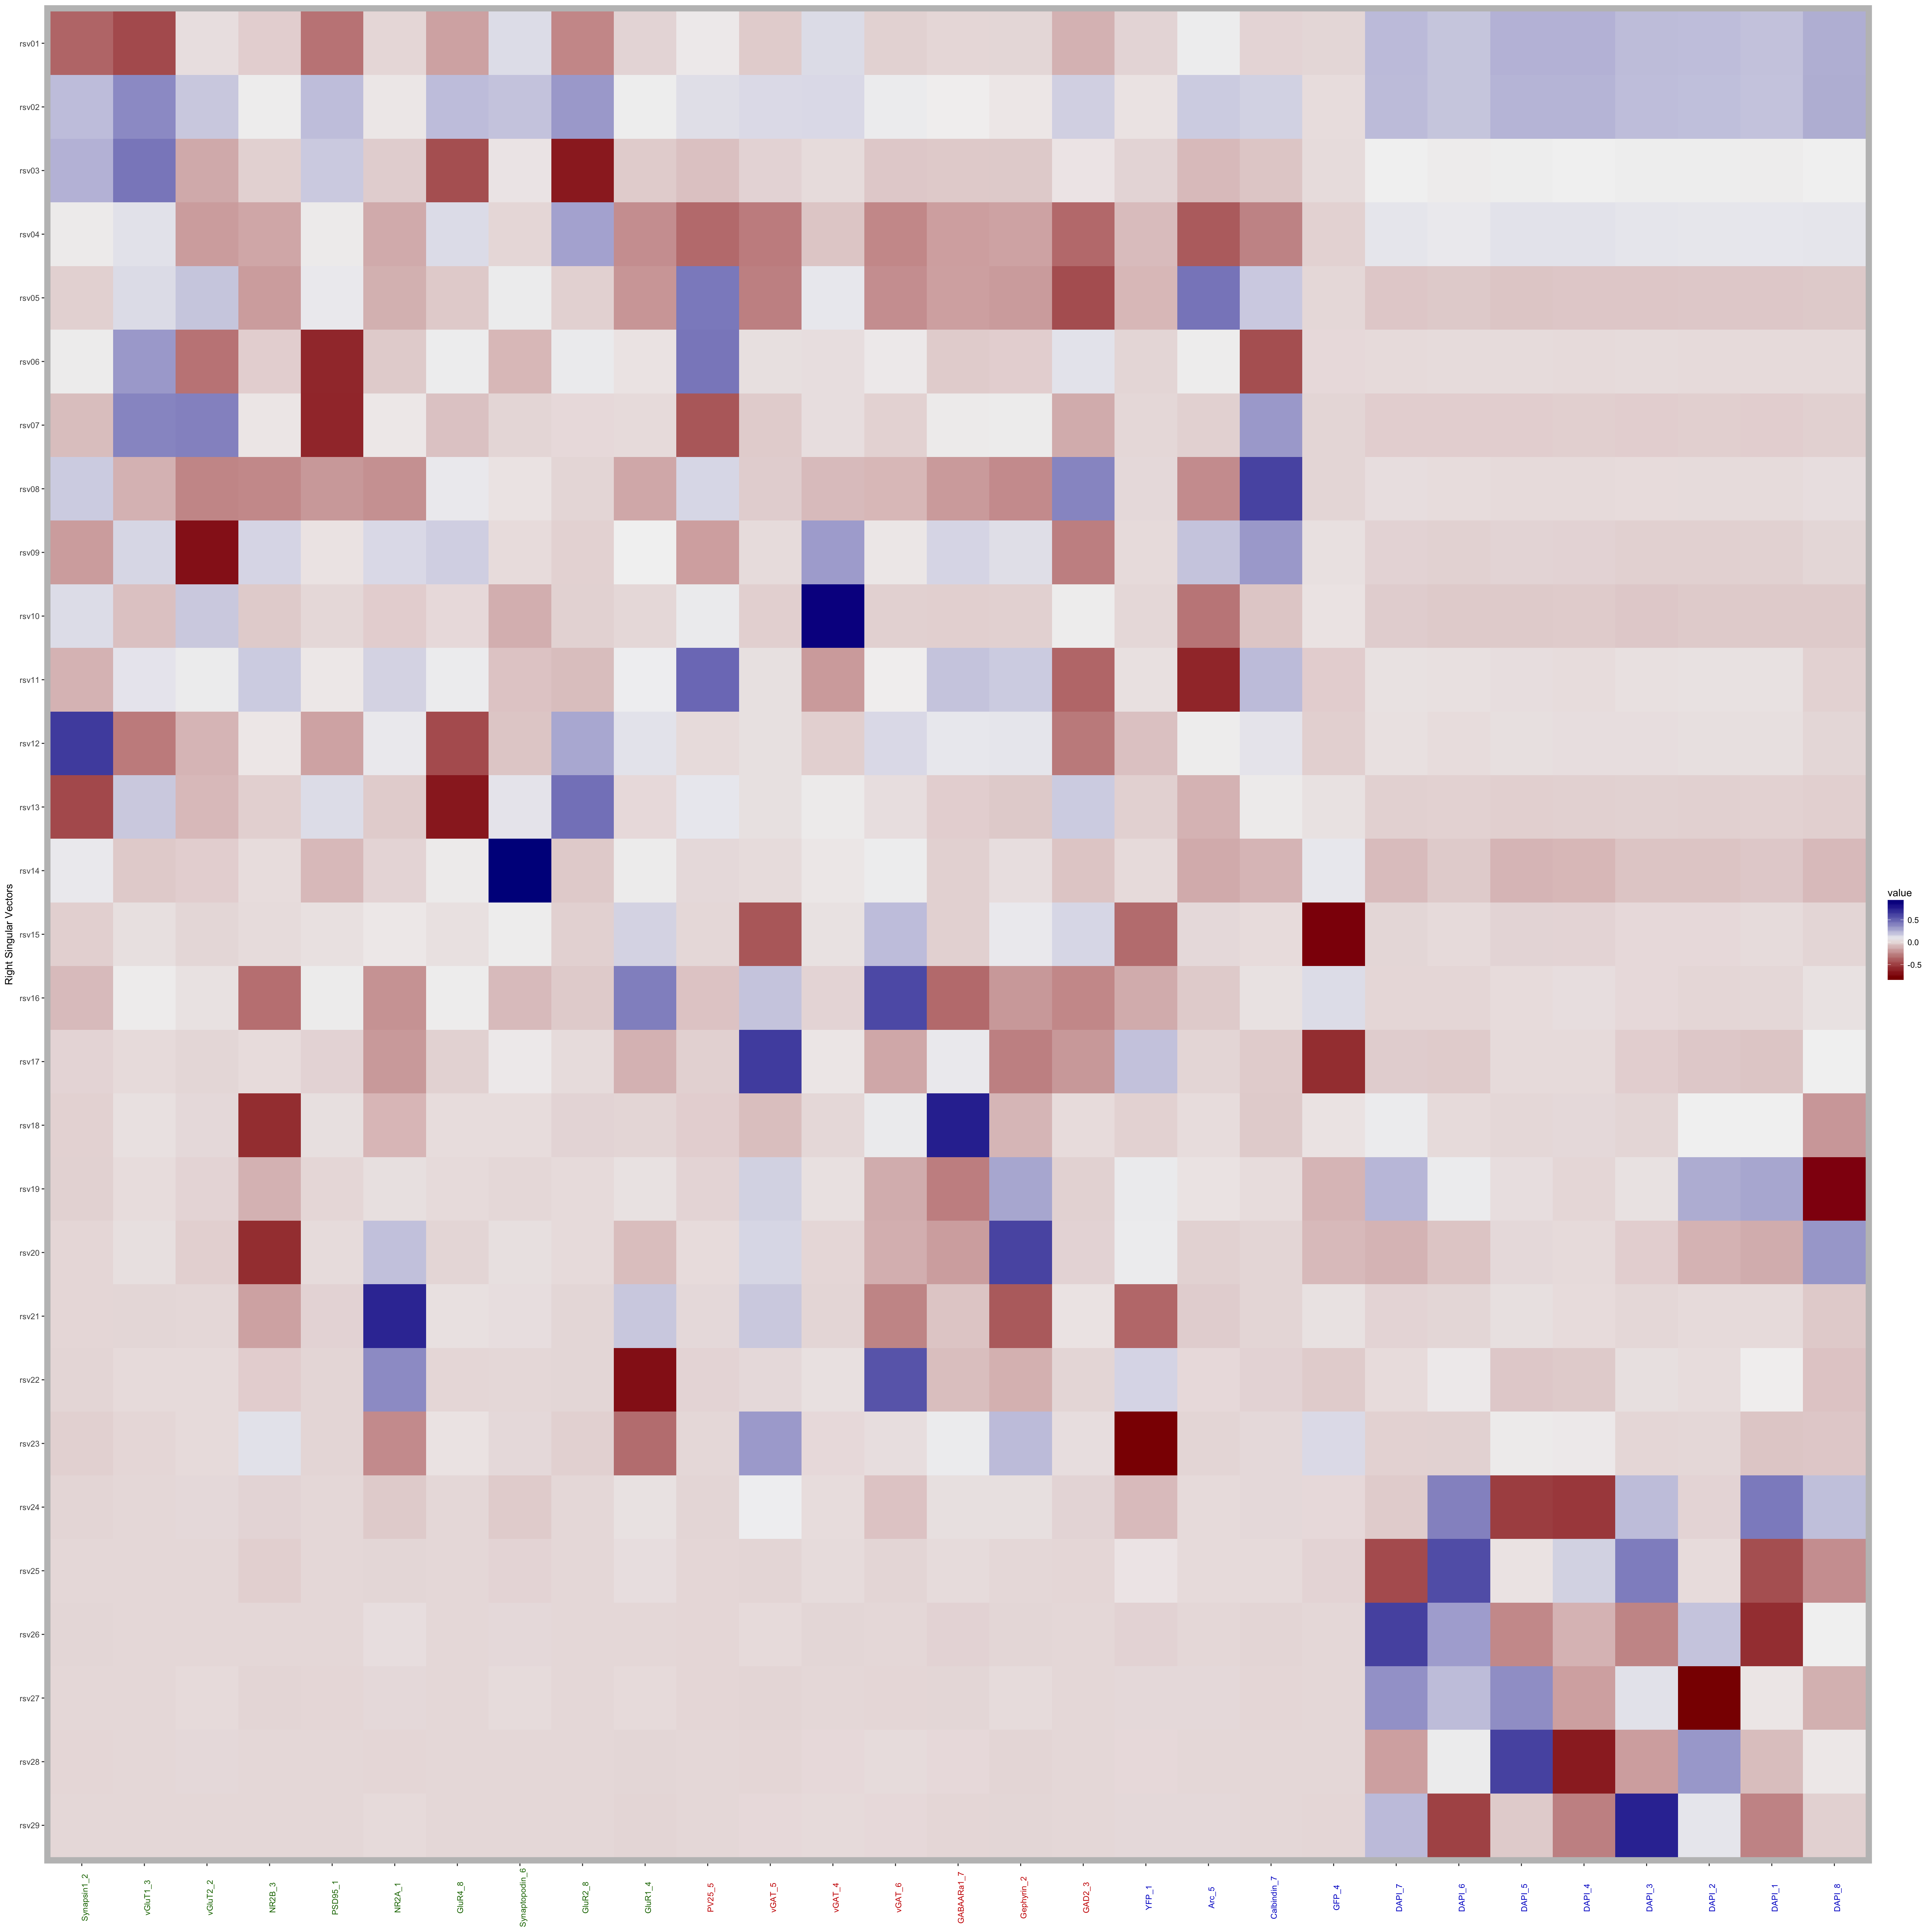 Right Singular Vectors
rsv01
rsv02
rsv03
rsv04
rsv05
rsv06
rsv07
rsv08
rsv09
rsv10
rsv11
rsv12
rsv13
rsv14
rsv15
rsv16
rsv17
rsv18
rsv19
rsv20
rsv21
rsv22
rsv23
rsv24
rsv25
rsv26
rsv27
rsv28
rsv29
Synapsin1_2
vGluT1_3
vGluT2_2
NR2B_3
PSD95_1
NR2A_1
GluR4_8
Synaptopodin_6
GluR2_8
GluR1_4
PV25_5
vGAT_5
vGAT_4
vGAT_6
GABAARa1_7
Gephyrin_2
GAD2_3
YFP_1
Arc_5
Calbindin_7
GFP_4
DAPI_7
DAPI_6
DAPI_5
DAPI_4
DAPI_3
DAPI_2
DAPI_1
DAPI_8
value
0.5
0.0
-0.5